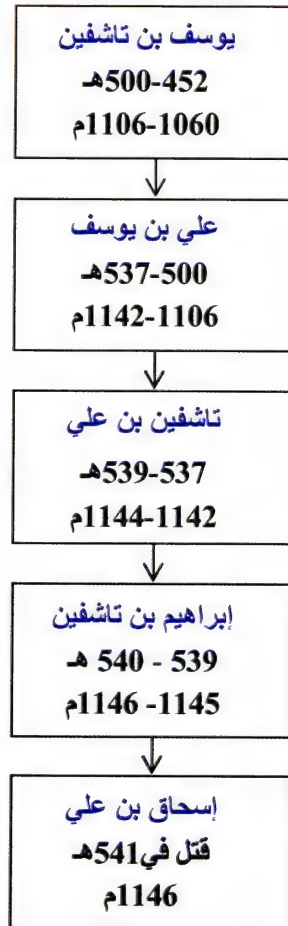 يوسف بن تاشفين
452-500هـ
1060-1106م
علي بن يوسف
500-537هـ
1106-1142م
تاشفين بن علي
537-539هـ
1142-1144م
إبراهيم بن تاشفين
539 - 540 هـ
1145- 1146م
إسحاق بن علي
قتل في541هـ
1146م